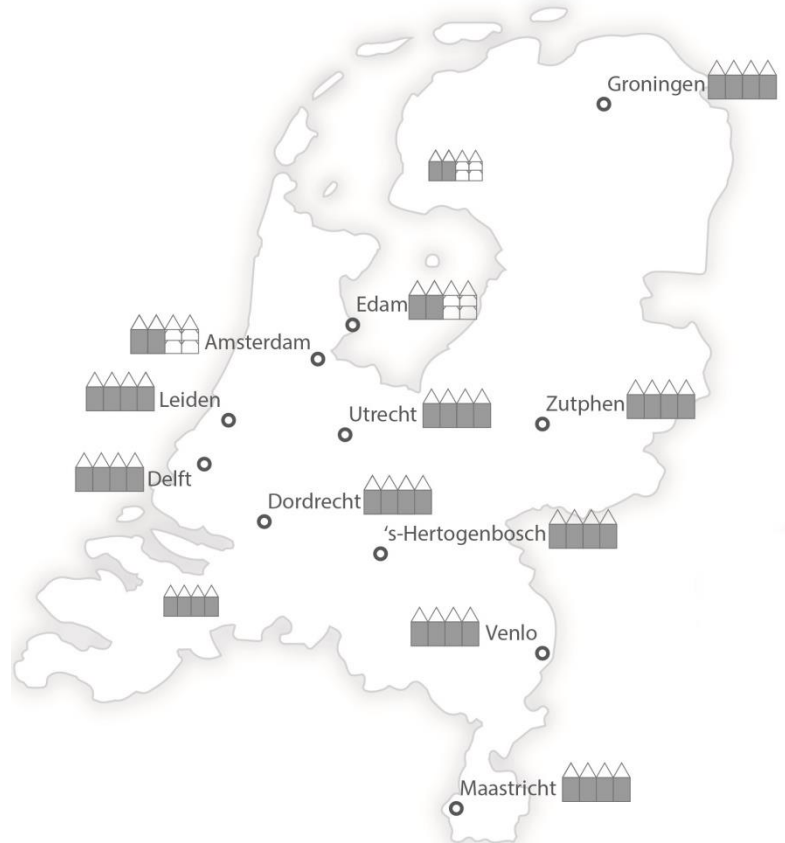 Groningen
Edam
Amsterdam
Leiden
Utrecht
Zutphen
Delft
Dordrecht
‘s-Hertogenbosch
Venlo
Maastricht